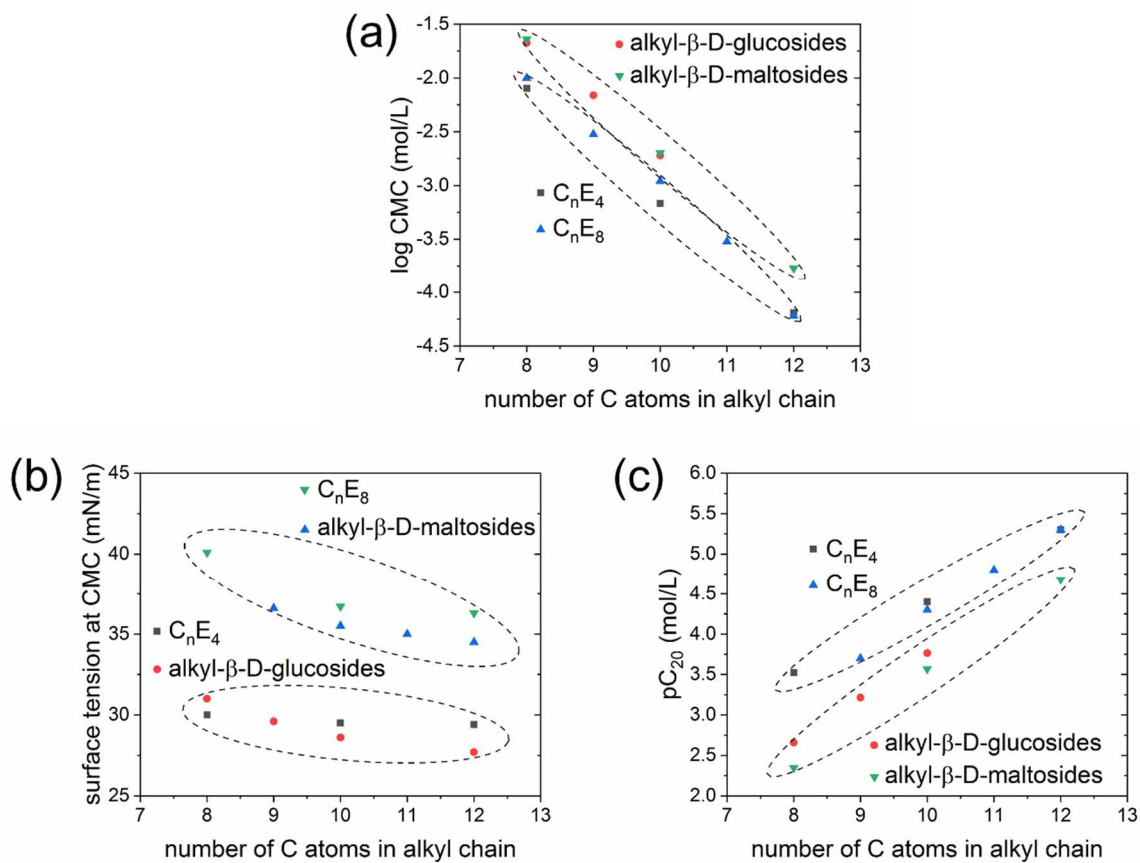 (a)
-1.5
-2.0
-2.5
-3.0
-3.5
-4.0
-4.5
log CMC (mol/L)
alkyl-β-D-glucosides
alkyl-β-D-maltosides
CₙE₄
CₙE₈
7 8 9 10 11 12 13
number of C atoms in alkyl chain
(b)
45
40
35
30
25
surface tension at CMC (mN/m)
CₙE₈
alkyl-β-D-maltosides
CₙE₄
alkyl-β-D-glucosides
7 8 9 10 11 12 13
number of C atoms in alkyl chain
(c)
6.0
5.5
5.0
4.5
4.0
3.5
3.0
2.5
2.0
pC₂₀ (mol/L)
CₙE₄
CₙE₈
alkyl-β-D-glucosides
alkyl-β-D-maltosides
7 8 9 10 11 12 13
number of C atoms in alkyl chain